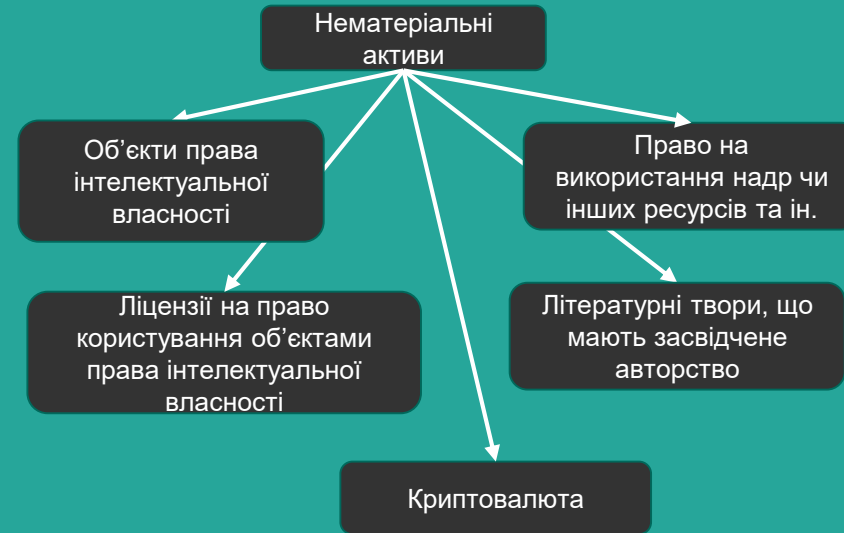 Нематеріальні
активи
Об’єкти права
інтелектуальної
власності
Право на
використання надр чи
інших ресурсів та ін.
Ліцензії на право
користування об’єктами
права інтелектуальної
власності
Літературні твори, що
мають засвідчене
авторство
Криптовалюта